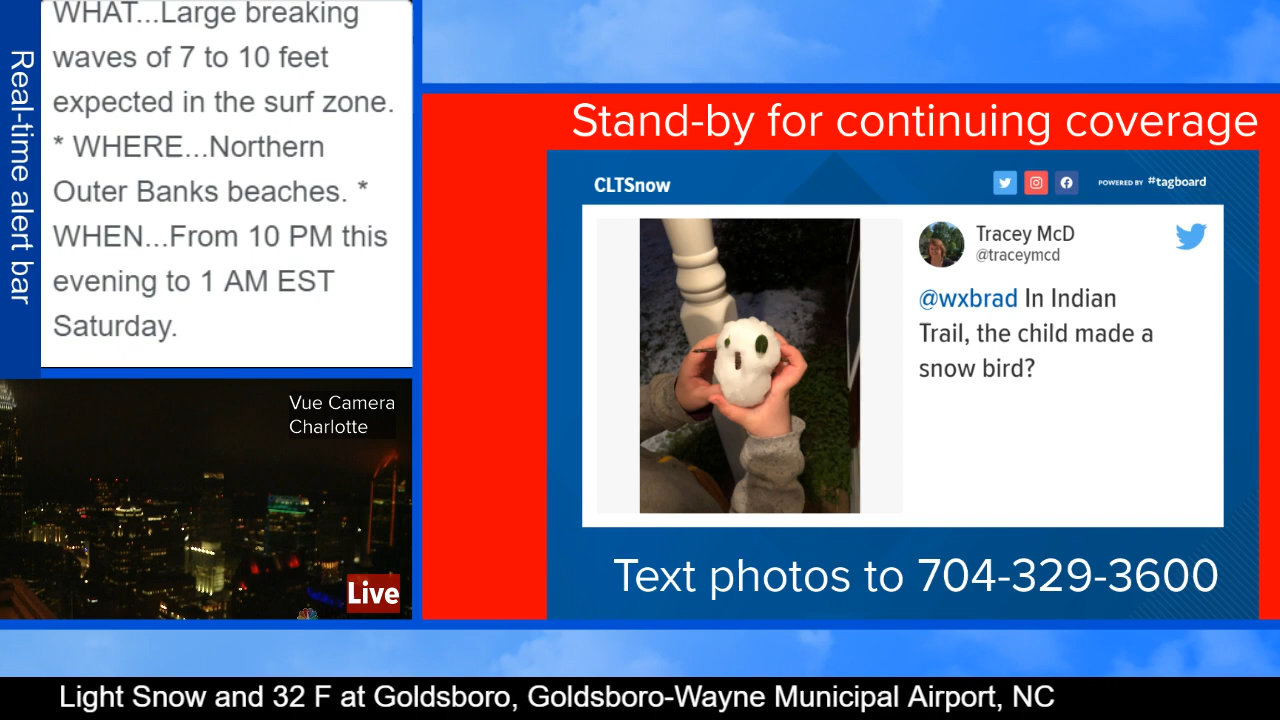 Real-time alert bar
WHAT...Large breaking
waves of 7 to 10 feet
expected in the surf zone.
* WHERE...Northern
Outer Banks beaches. *
WHEN...From 10 PM this
evening to 1 AM EST
Saturday.
Vue Camera
Charlotte
Live
Stand-by for continuing coverage
CLTSnow
POWERED BY #tagboard
Tracey McD
@traceymcd
@wxbrad In Indian
Trail, the child made a
snow bird?
Text photos to 704-329-3600
Light Snow and 32 F at Goldsboro, Goldsboro-Wayne Municipal Airport, NC